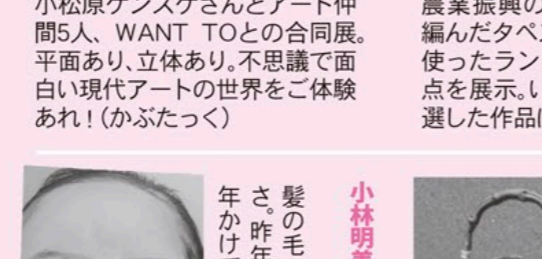 小松原ケンスケさんとアート仲
間5人、WANT TOとの合同展。
平面あり、立体あり。不思議で面
白い現代アートの世界をご体験
あれ！（かぶたっく）
農業振興の
編んだタペ
使ったラン
点を展示。い
選した作品
小林明美
髪の毛
さ。昨年
年かけて